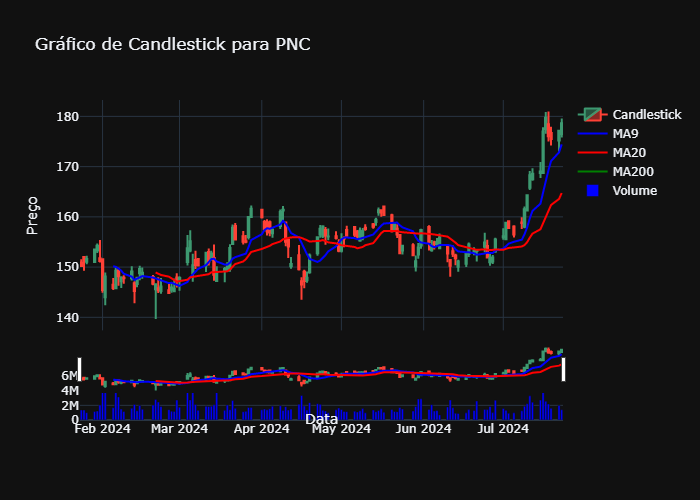 Gráfico de Candlestick para PNC
180
170
160
150
140
Preço
Candlestick
MA9
MA20
MA200
Volume
6M
4M
2M
0
Feb 2024
Mar 2024
Apr 2024
May 2024
Jun 2024
Jul 2024
Data